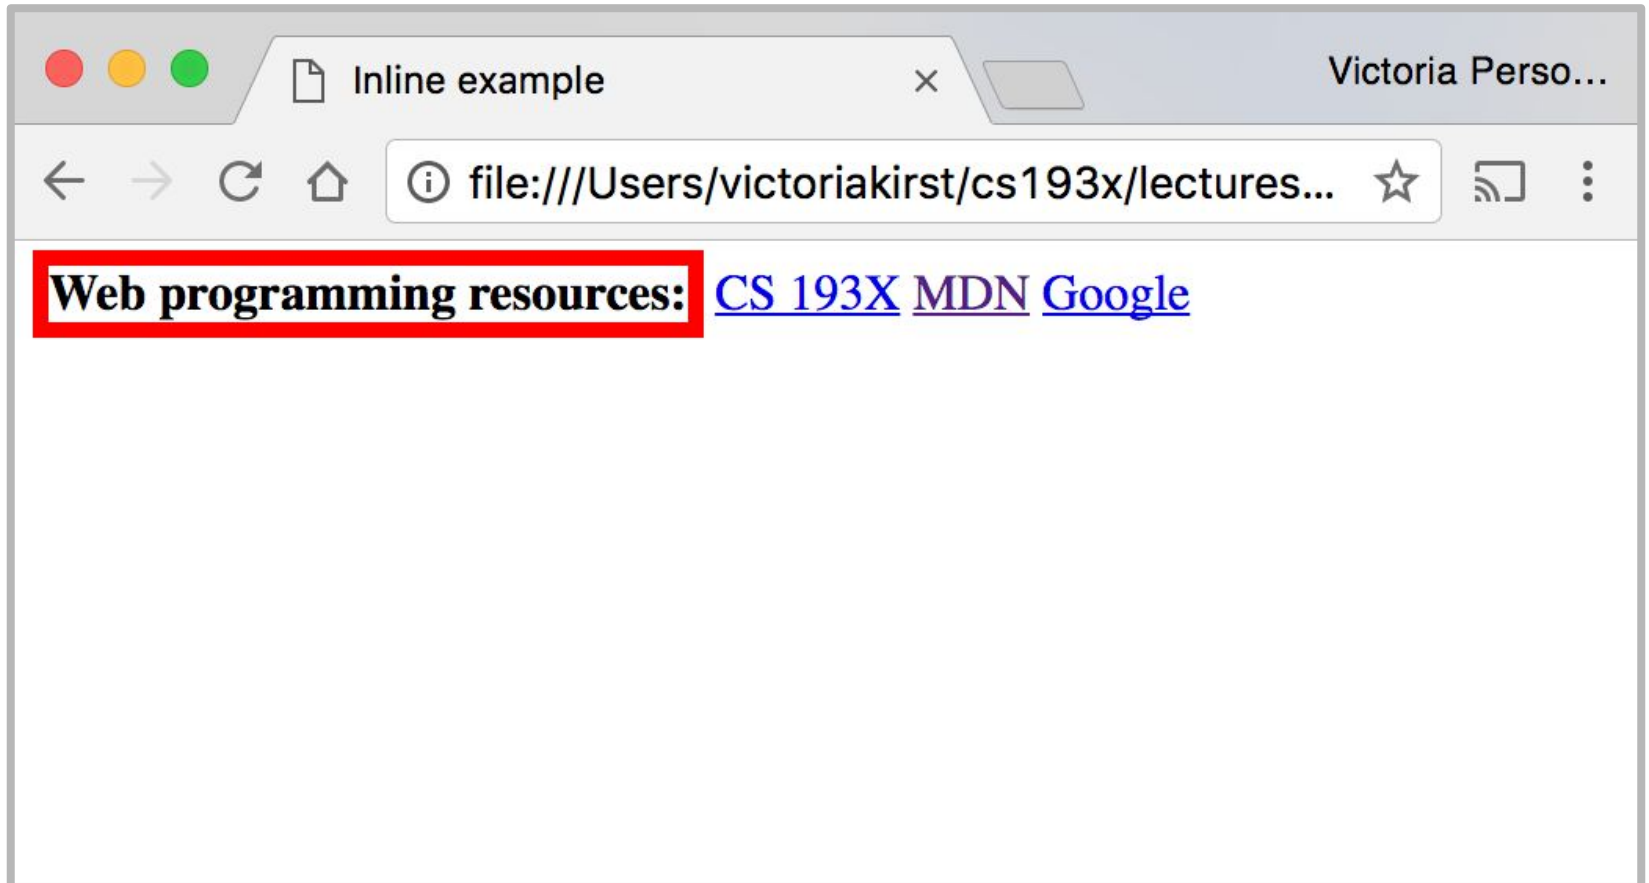 Inline example
Victoria Perso...
file:///Users/victoriakirst/cs193x/lectures...
Web programming resources: CS 193X MDN Google